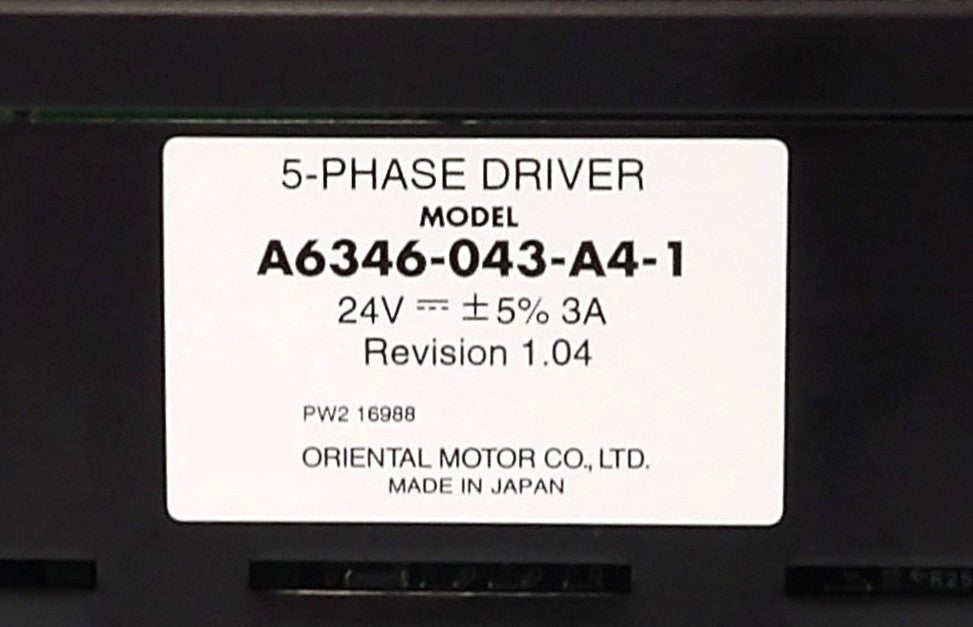 5-PHASE DRIVER
MODEL
A6346-043-A4-1
24V ⎓ ±5% 3A
Revision 1.04
PW2 16988
ORIENTAL MOTOR CO., LTD.
MADE IN JAPAN